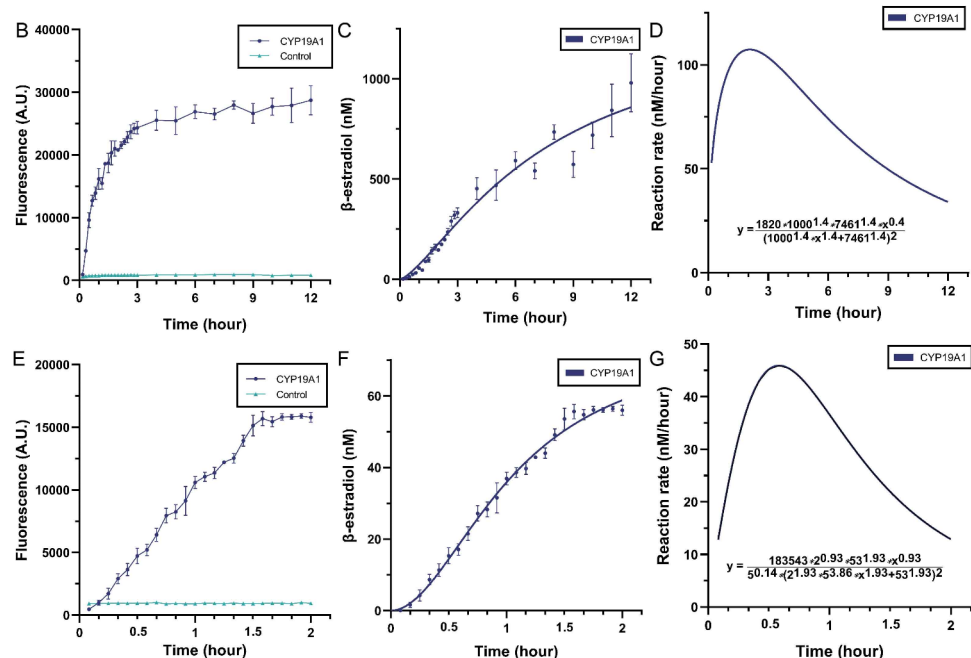 B
Fluorescence (A.U.)
40000
30000
20000
10000
0
0
3
6
9
12
Time (hour)
CYP19A1
Control
C
β-estradiol (nM)
1000
500
0
0
3
6
9
12
Time (hour)
CYP19A1
D
Reaction rate (nM/hour)
100
50
0
0
3
6
9
12
Time (hour)
CYP19A1
y = 1820*1000^1.4*7461^1.4*x^0.4
(1000^1.4*x^1.4+7461^1.4)^2
E
Fluorescence (A.U.)
20000
15000
10000
5000
0
0
0.5
1
1.5
2
Time (hour)
CYP19A1
Control
F
β-estradiol (nM)
60
40
20
0
0
0.5
1
1.5
2
Time (hour)
CYP19A1
G
Reaction rate (nM/hour)
50
40
30
20
10
0
0
0.5
1
1.5
2
Time (hour)
CYP19A1
y = 183543*2^0.93*53^1.93*x^0.93
5^0.14*(2^1.93*5^3.86*x^1.93+53^1.93)^2